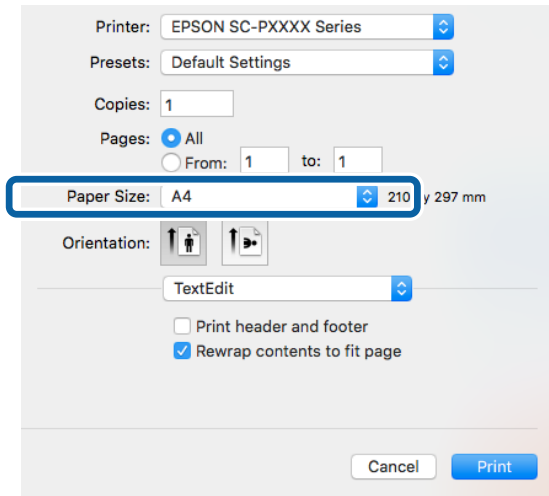 Printer: EPSON SC-PXXXX Series
Presets: Default Settings
Copies: 1
Pages: All
From: 1 to: 1
Paper Size: A4 210 y 297 mm
Orientation:
TextEdit
Print header and footer
Rewrap contents to fit page
Cancel Print